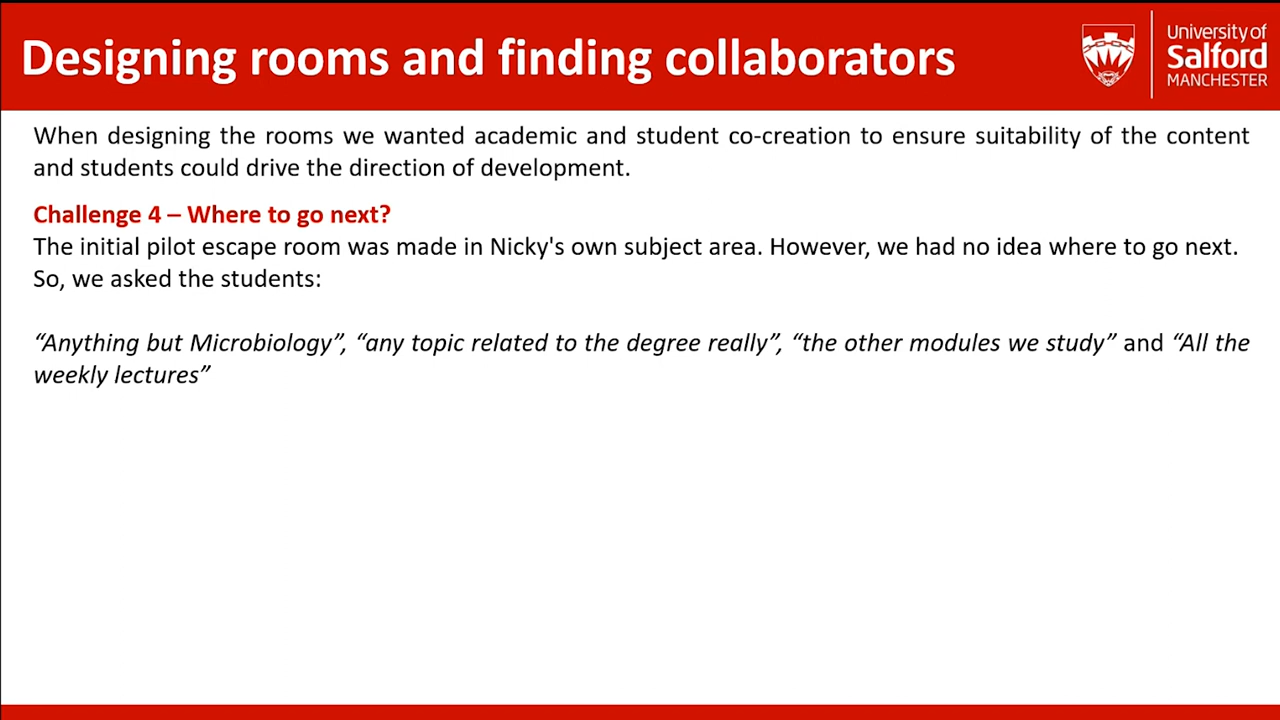 Designing rooms and finding collaborators
University of
Salford
MANCHESTER
When designing the rooms we wanted academic and student co-creation to ensure suitability of the content
and students could drive the direction of development.
Challenge 4 – Where to go next?
The initial pilot escape room was made in Nicky's own subject area. However, we had no idea where to go next.
So, we asked the students:
“Anything but Microbiology”, “any topic related to the degree really”, “the other modules we study” and “All the
weekly lectures”